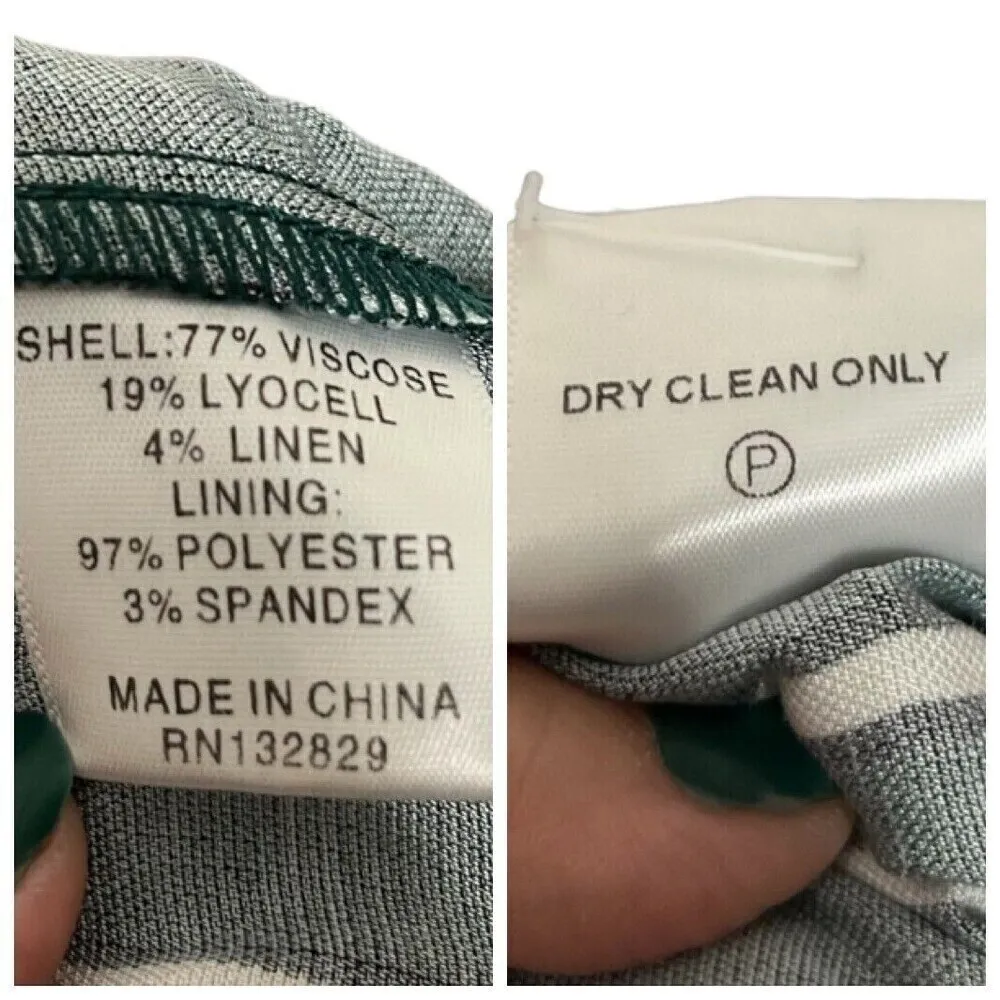 SHELL:77% VISCOSE
19% LYOCELL
4% LINEN
LINING:
97% POLYESTER
3% SPANDEX
MADE IN CHINA
RN132829
DRY CLEAN ONLY
P